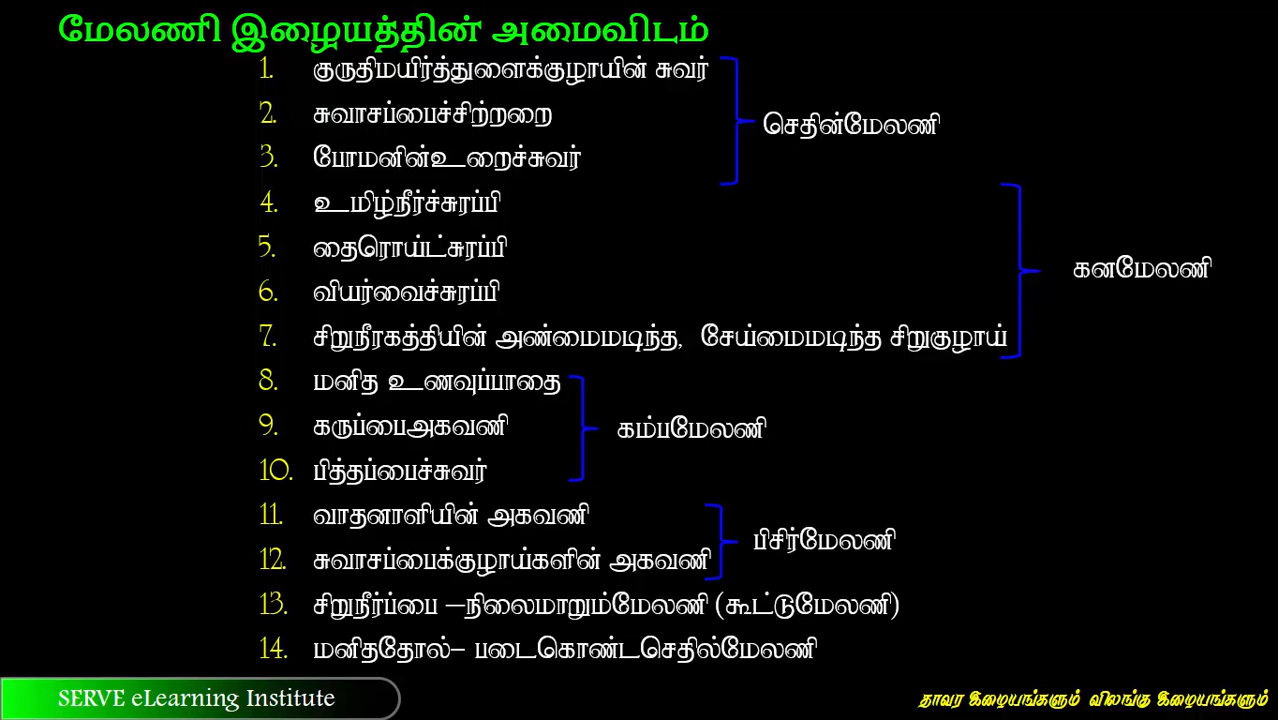 மேலணி இழையத்தின் அமைவிடம்
1. குருதிமயிர்த்துளைக்குழாயின் சுவர்
2. சுவாசப்பைச்சிற்றறை
3. போமனின்உறைச்சுவர்
செதின்மேலணி
4. உமிழ்நீர்ச்சுரப்பி
5. தைரொய்ட்சுரப்பி
6. வியர்வைச்சுரப்பி
7. சிறுநீரகத்தியின் அண்மைமடிந்த, சேய்மைமடிந்த சிறுகுழாய்
கனமேலணி
8. மனித உணவுப்பாதை
9. கருப்பைஅகவணி
10. பித்தப்பைச்சுவர்
கம்பமேலணி
11. வாதனாளியின் அகவணி
12. சுவாசப்பைக்குழாய்களின் அகவணி
பிசிர்மேலணி
13. சிறுநீர்ப்பை –நிலைமாறும்மேலணி (கூட்டுமேலணி)
14. மனிததோல்– படைகொண்டசெதில்மேலணி
SERVE eLearning Institute
தாவர இழையங்களும் விலங்கு இழையங்களும்